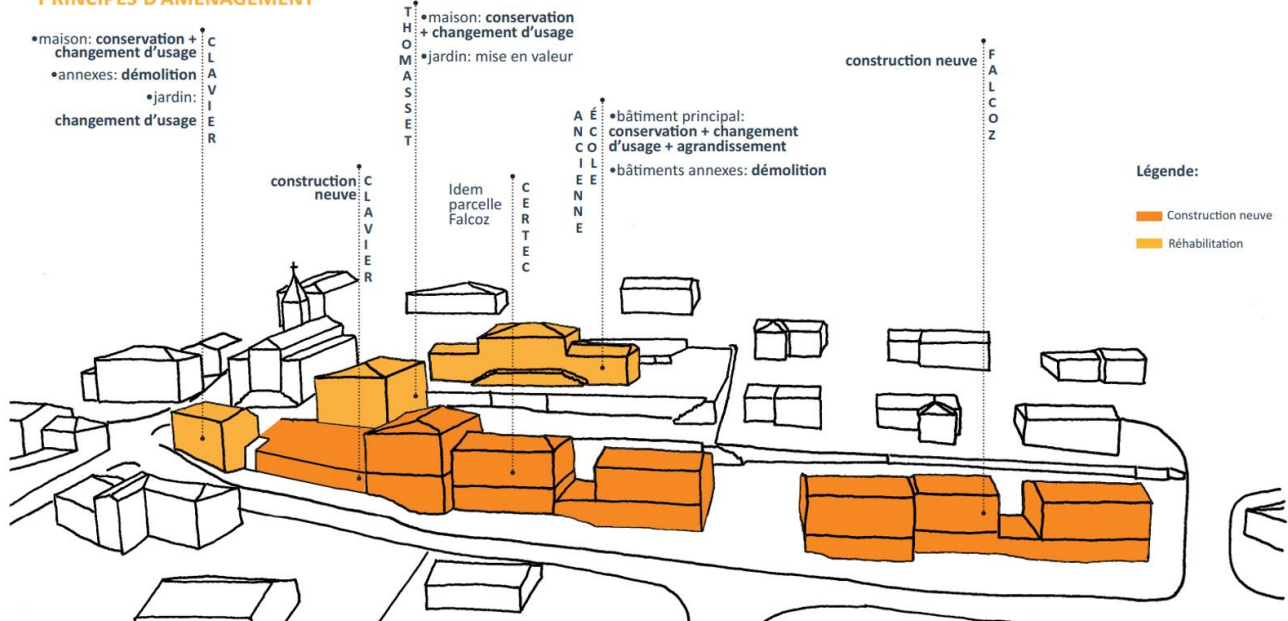 PRINCIPES D'AMÉNAGEMENT
•maison: conservation +
changement d'usage
•annexes: démolition
•jardin:
changement d'usage
CLAVIER
construction
neuve
CLAVIER
THOMASSET
•maison: conservation
+ changement d'usage
•jardin: mise en valeur
Idem
parcelle
Falcoz
CERTEC
ANCIENNE
ÉCOLE
•bâtiment principal:
conservation + changement
d'usage + agrandissement
•bâtiments annexes: démolition
construction neuve
FALCOZ
Légende:
Construction neuve
Réhabilitation